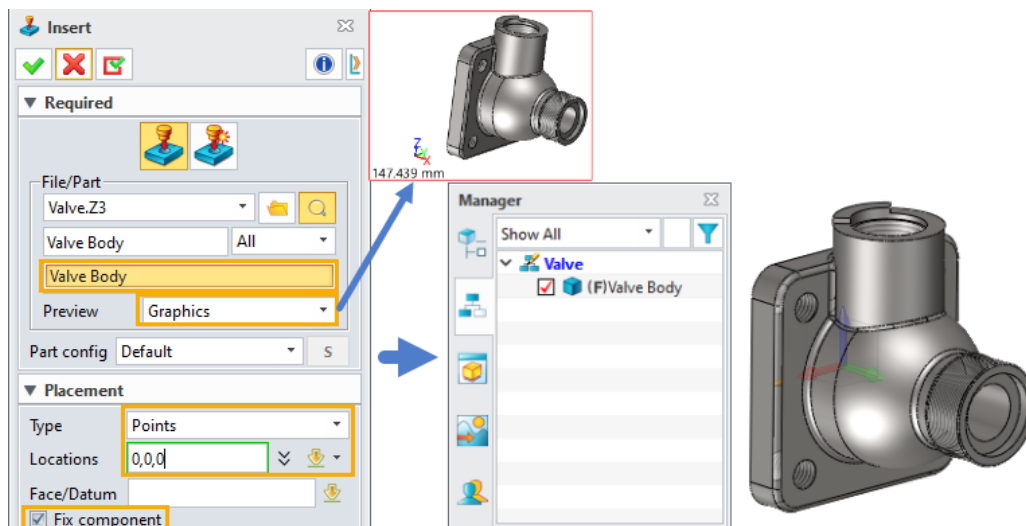 Insert
Required
File/Part
Valve.Z3
Valve Body
All
Valve Body
Preview
Graphics
Part config
Default
S
Placement
Type
Points
Locations
0,0,0
Face/Datum
Fix component
Z
Y
X
147.439 mm
Manager
Show All
Valve
(F)Valve Body